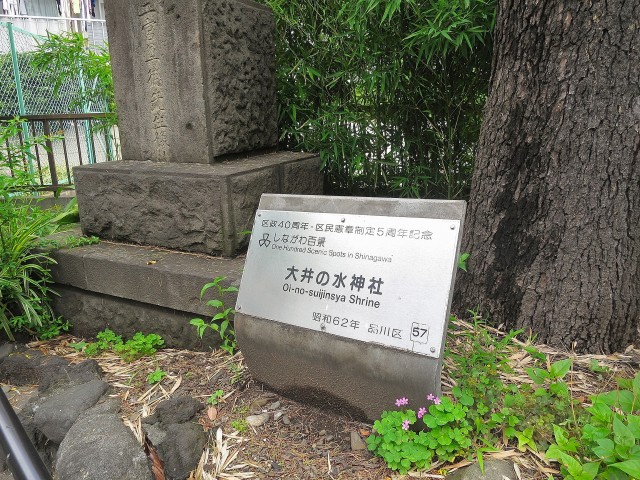 区政40周年・区民憲章制定5周年記念
しながわ百景
One Hundred Scenic Spots in Shinagawa
大井の水神社
Oi-no-suijinsya Shrine
昭和62年 品川区
57